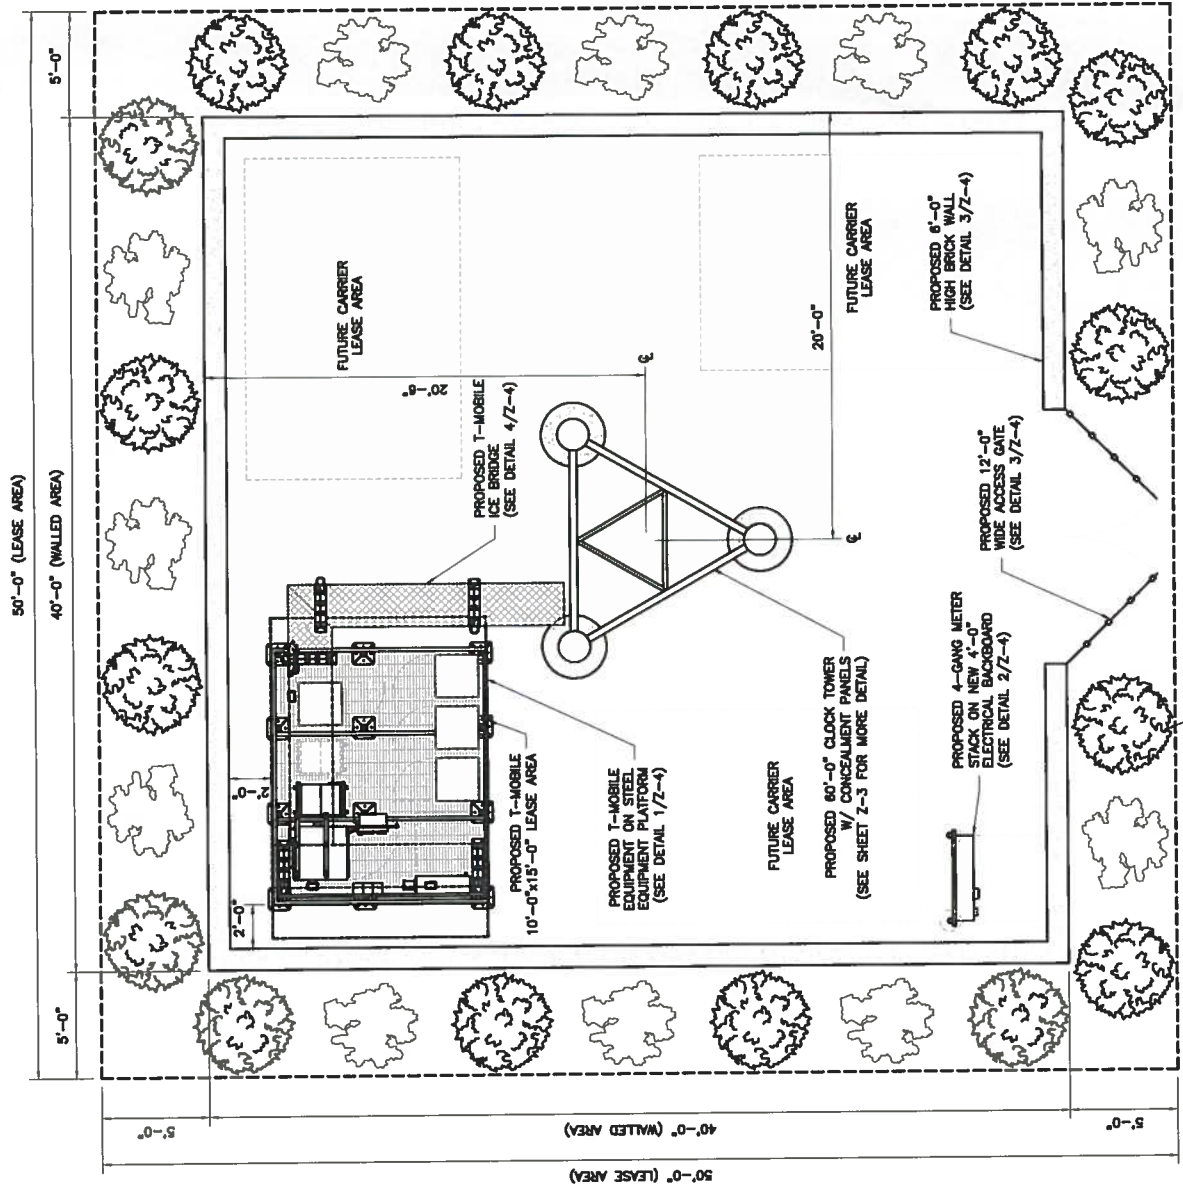 50'-0" (LEASE AREA)
40'-0" (WALLED AREA)
5'-0"
5'-0"
FUTURE CARRIER
LEASE AREA
20'-6"
PROPOSED T-MOBILE
ICE BRIDGE
(SEE DETAIL 4/Z-4)
℄
20'-0"
FUTURE CARRIER
LEASE AREA
PROPOSED 6'-0"
HIGH BRICK WALL
(SEE DETAIL 3/Z-4)
℄
PROPOSED 12'-0"
WIDE ACCESS GATE
(SEE DETAIL 3/Z-4)
2'-0"
2'-0"
PROPOSED T-MOBILE
10'-0"x15'-0" LEASE AREA
PROPOSED T-MOBILE
EQUIPMENT ON STEEL
EQUIPMENT PLATFORM
(SEE DETAIL 1/Z-4)
FUTURE CARRIER
LEASE AREA
PROPOSED 60'-0" CLOCK TOWER
W/ CONCEALMENT PANELS
(SEE SHEET Z-3 FOR MORE DETAIL)
PROPOSED 4-GANG METER
STACK ON NEW 4'-0"
ELECTRICAL BACKBOARD
(SEE DETAIL 2/Z-4)
5'-0"
40'-0" (WALLED AREA)
5'-0"
50'-0" (LEASE AREA)